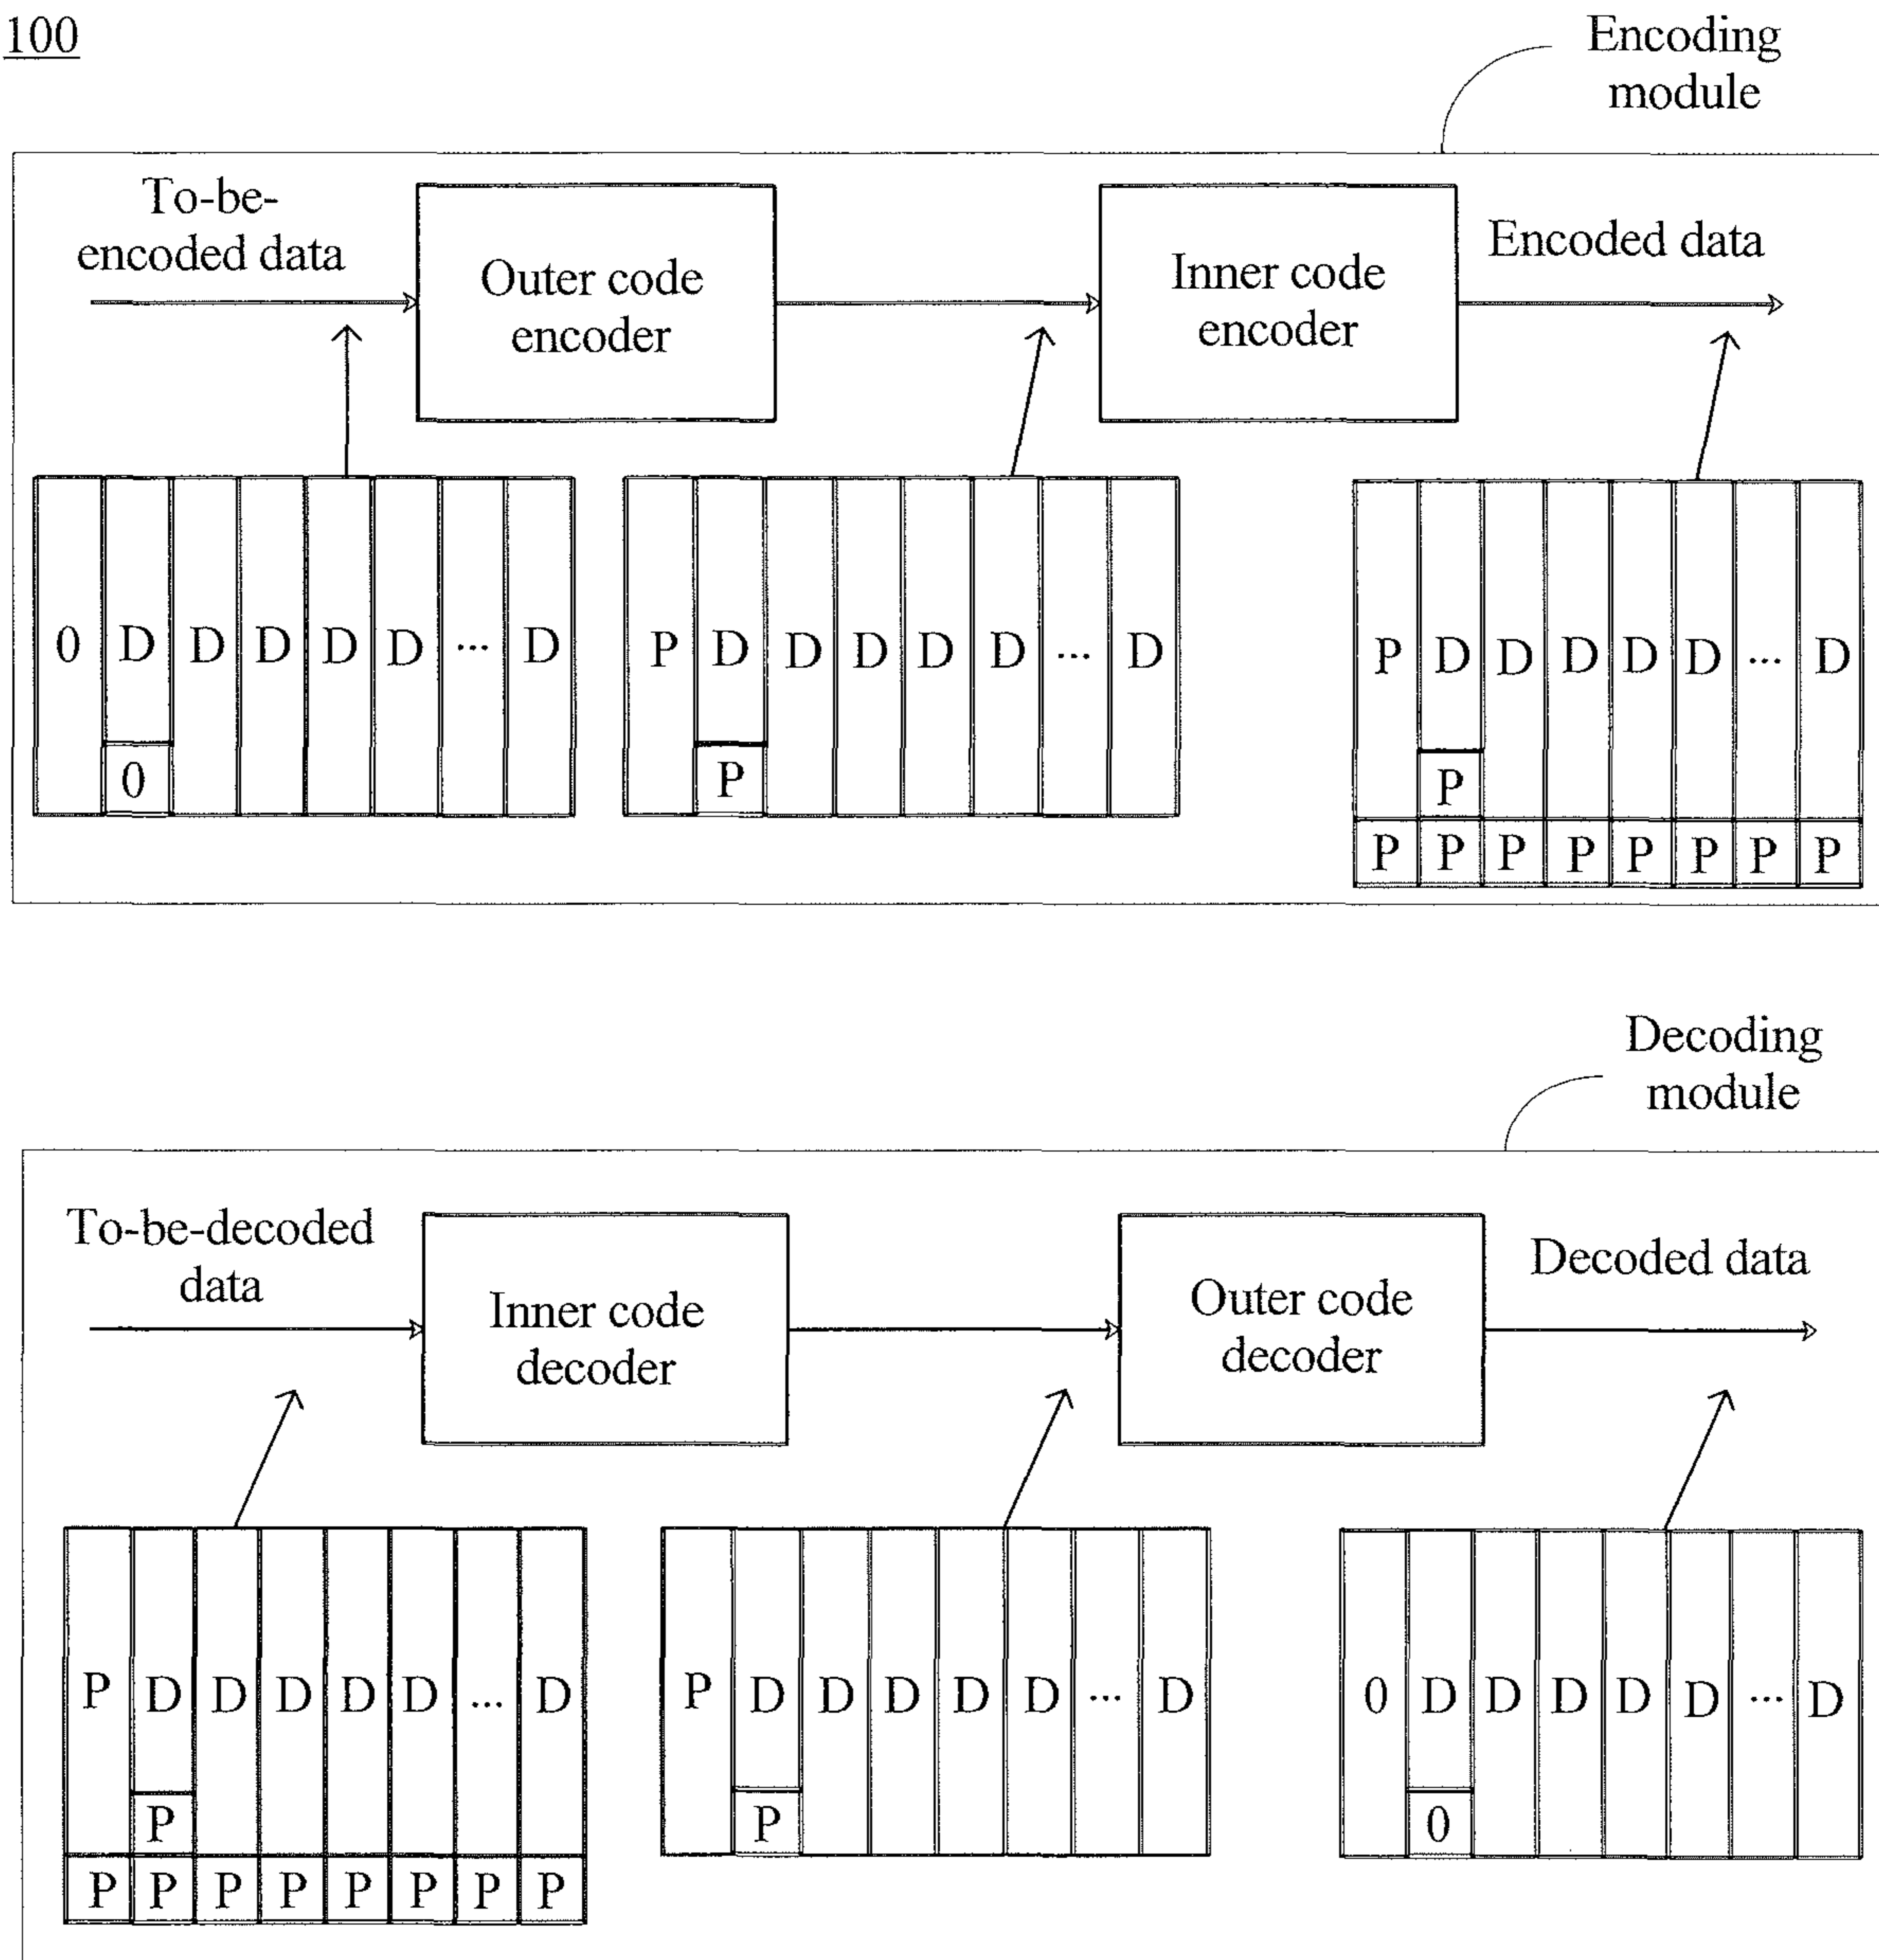 100
Encoding
module
To-be-
encoded data
Outer code
encoder
Inner code
encoder
Encoded data
0 D D D D D ... D
0
P D D D D D ... D
P
P D D D D D ... D
P
P P P P P P P P
Decoding
module
To-be-decoded
data
Inner code
decoder
Outer code
decoder
Decoded data
P D D D D D ... D
P
P P P P P P P P
P D D D D D ... D
P
0 D D D D D ... D
0